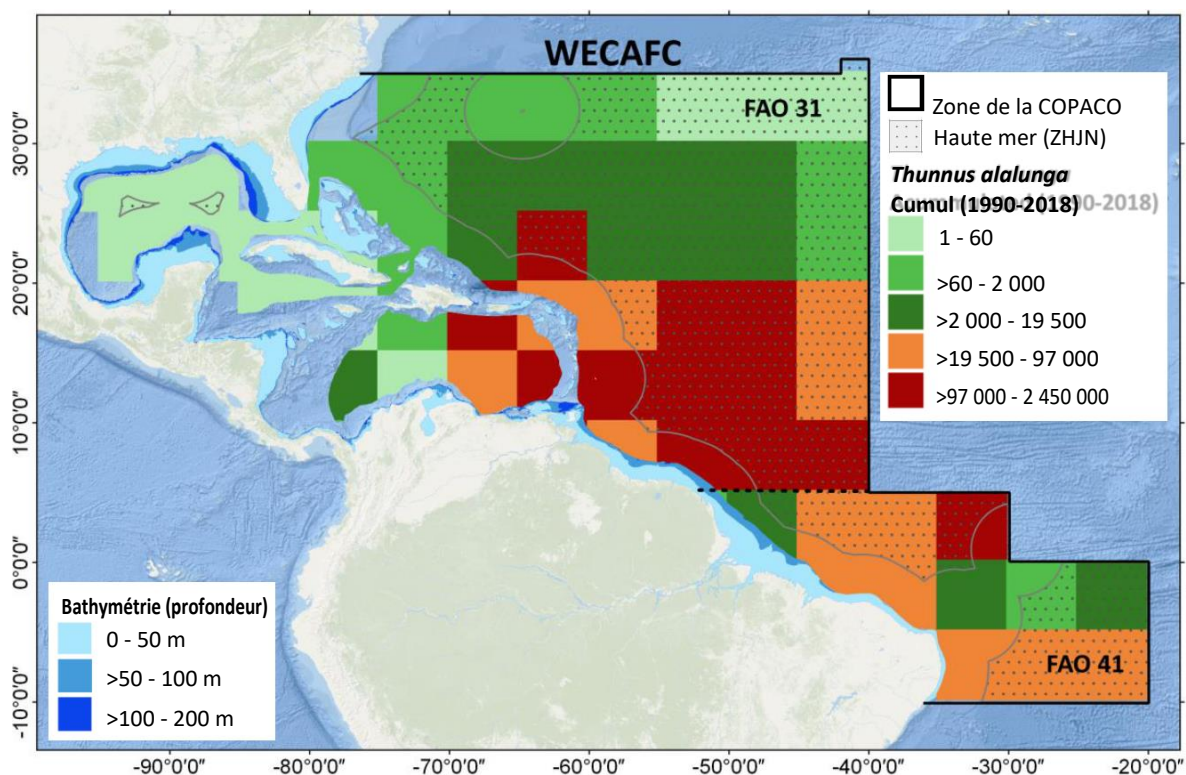 WECAFC
FAO 31
Zone de la COPACO
Haute mer (ZHJN)
Thunnus alalunga
Cumul (1990-2018)
1 - 60
>60 - 2 000
>2 000 - 19 500
>19 500 - 97 000
>97 000 - 2 450 000
30°0'0"
20°0'0"
10°0'0"
0°0'0"
-10°0'0"
Bathymétrie (profondeur)
0 - 50 m
>50 - 100 m
>100 - 200 m
FAO 41
-90°0'0" -80°0'0" -70°0'0" -60°0'0" -50°0'0" -40°0'0" -30°0'0" -20°0'0"